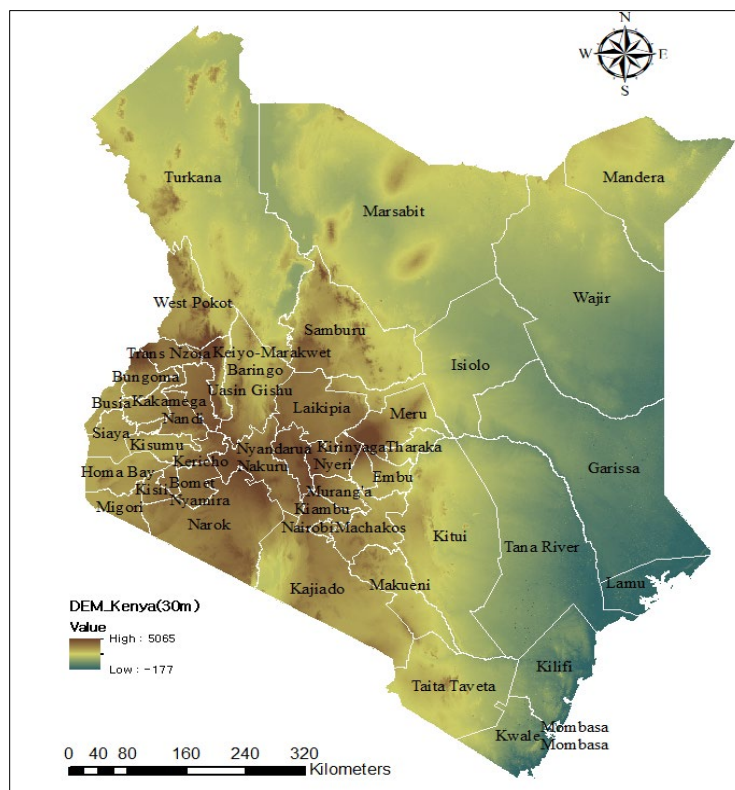 N
W E
S
Turkana
Mandera
Marsabit
Wajir
West Pokot
Samburu
Trans Nzoia Keiyo-Marakwet
Baringo
Isiolo
Bungoma
Uasin Gishu
Busia Kakamega
Laikipia
Nandi
Meru
Siaya
Kisumu
Nyandarua Kirinyaga Tharaka
Kericho Nakuru Nyeri
Garissa
Homa Bay
Embu
Bomet
Kisii
Murang'a
Nyamira
Migori
Kiambu
Narok
Nairobi Machakos
Kitui
Tana River
Kajiado
Makueni
Lamu
DEM_Kenya(30m)
Value
High : 5065
Low : -177
Kilifi
Taita Taveta
Kwale Mombasa
Mombasa
0 40 80 160 240 320
Kilometers